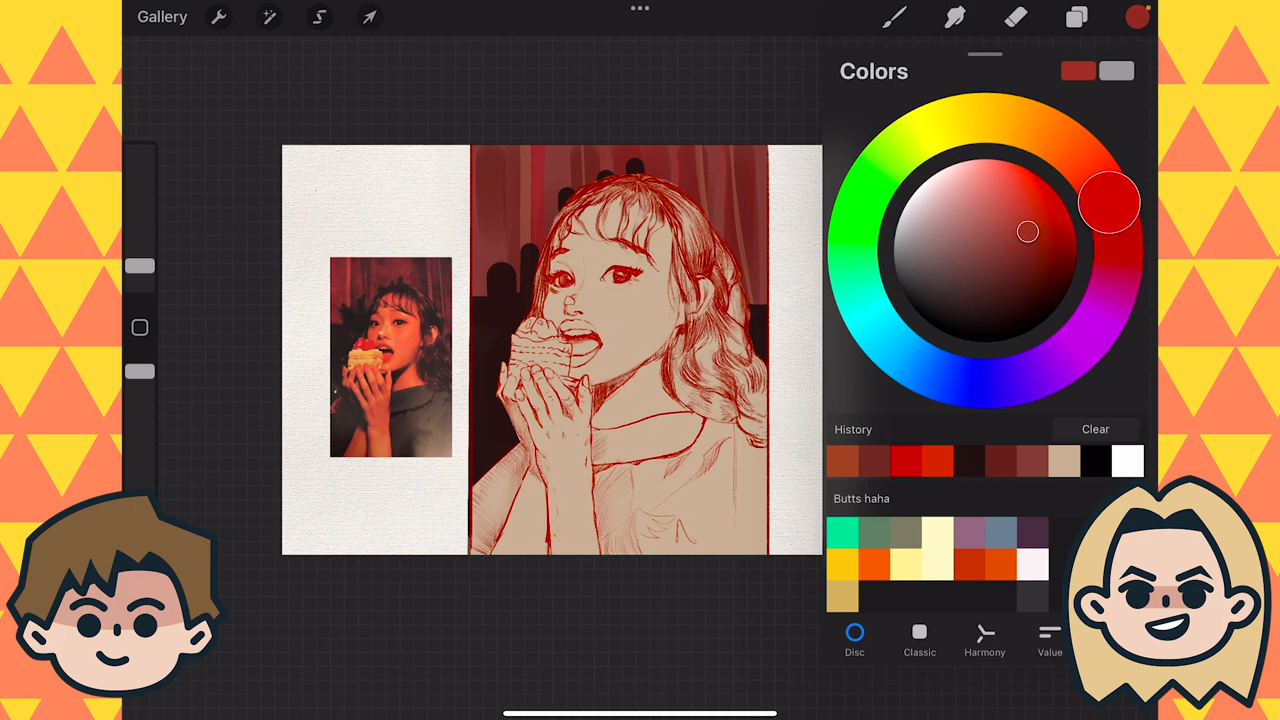 Gallery
Colors
History
Clear
Butts haha
Disc
Classic
Harmony
Value